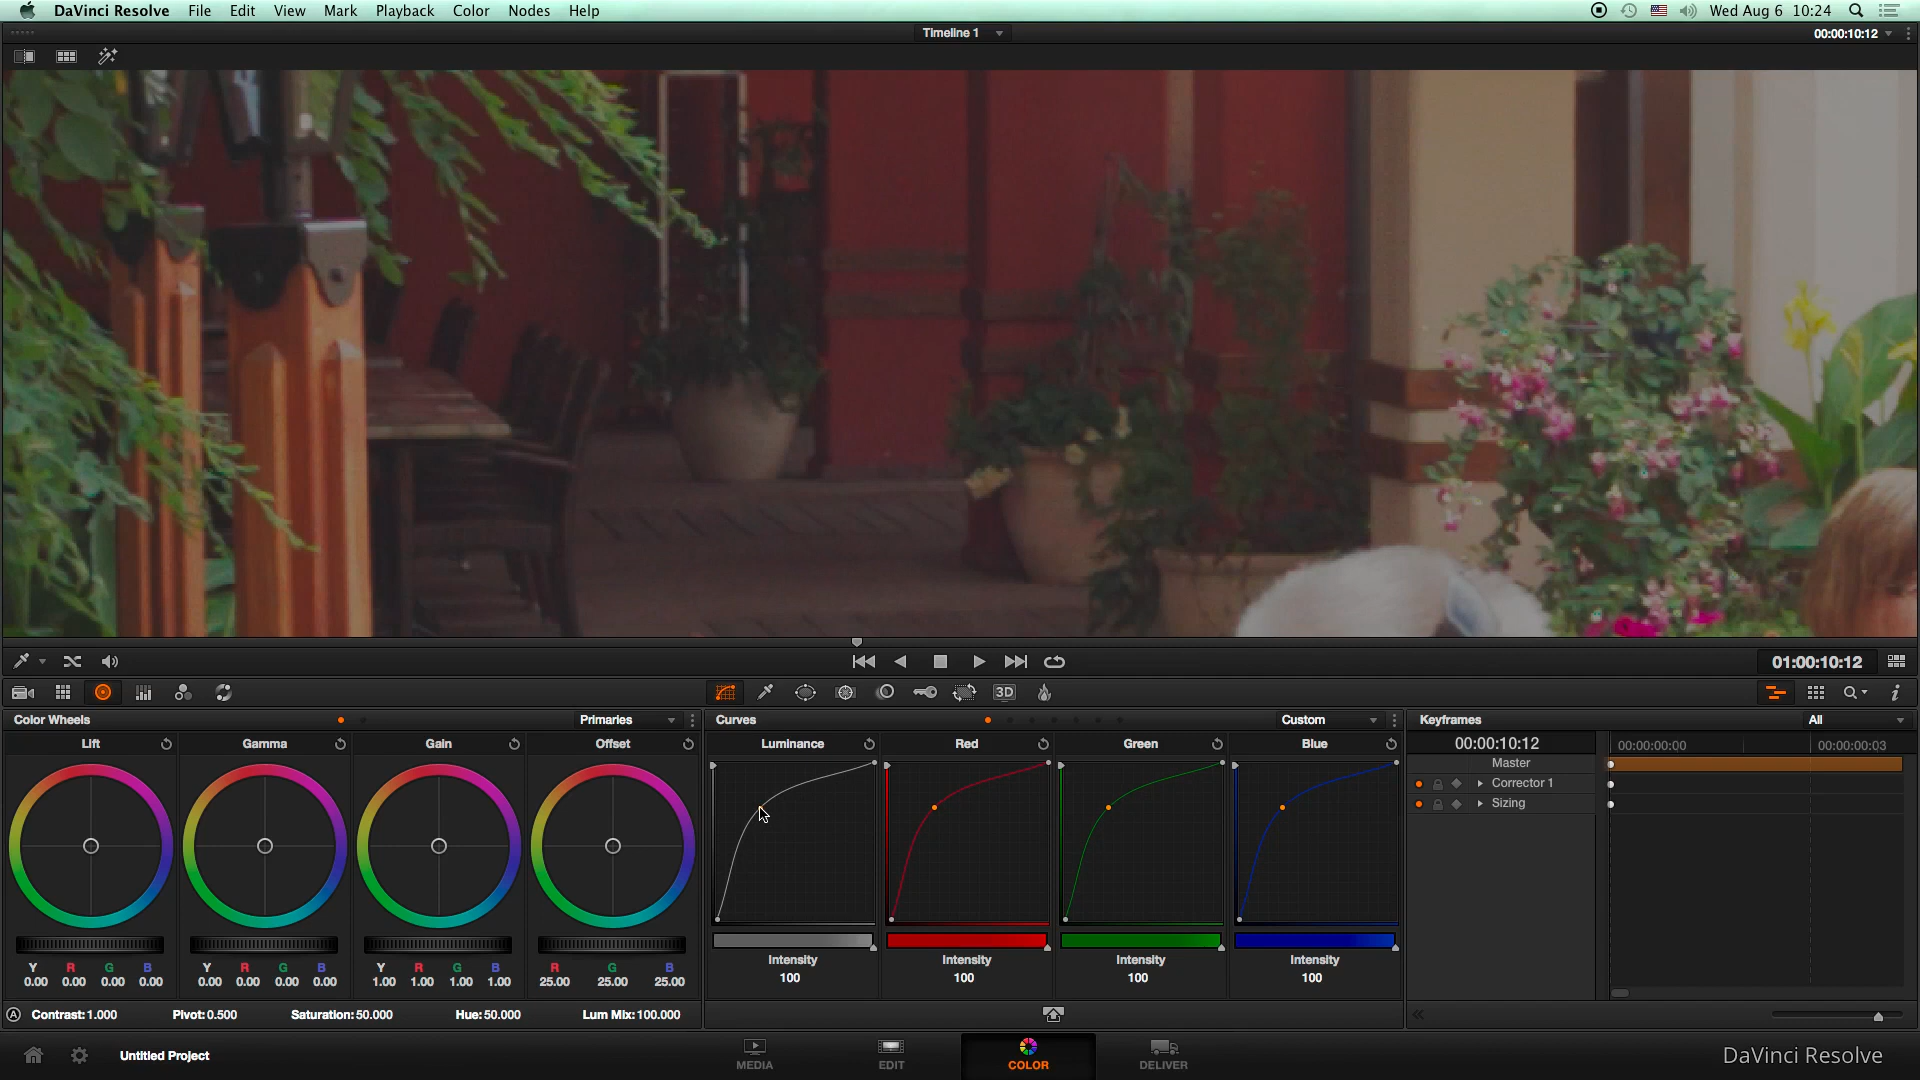 DaVinci Resolve File Edit View Mark Playback Color Nodes Help Wed Aug 6 10:24
Timeline 1 00:00:10:12
01:00:10:12
3D
Color Wheels Primaries Curves Custom Keyframes All
Lift Gamma Gain Offset Luminance Red Green Blue 00:00:10:12 00:00:00:00 00:00:00:03
Master
Corrector 1
Sizing
Intensity Intensity Intensity Intensity
Y R G B Y R G B Y R G B R G B
100 100 100 100
0.00 0.00 0.00 0.00 0.00 0.00 0.00 0.00 1.00 1.00 1.00 1.00 25.00 25.00 25.00
A Contrast:1.000 Pivot:0.500 Saturation:50.000 Hue:50.000 Lum Mix:100.000
Untitled Project MEDIA EDIT COLOR DELIVER DaVinci Resolve